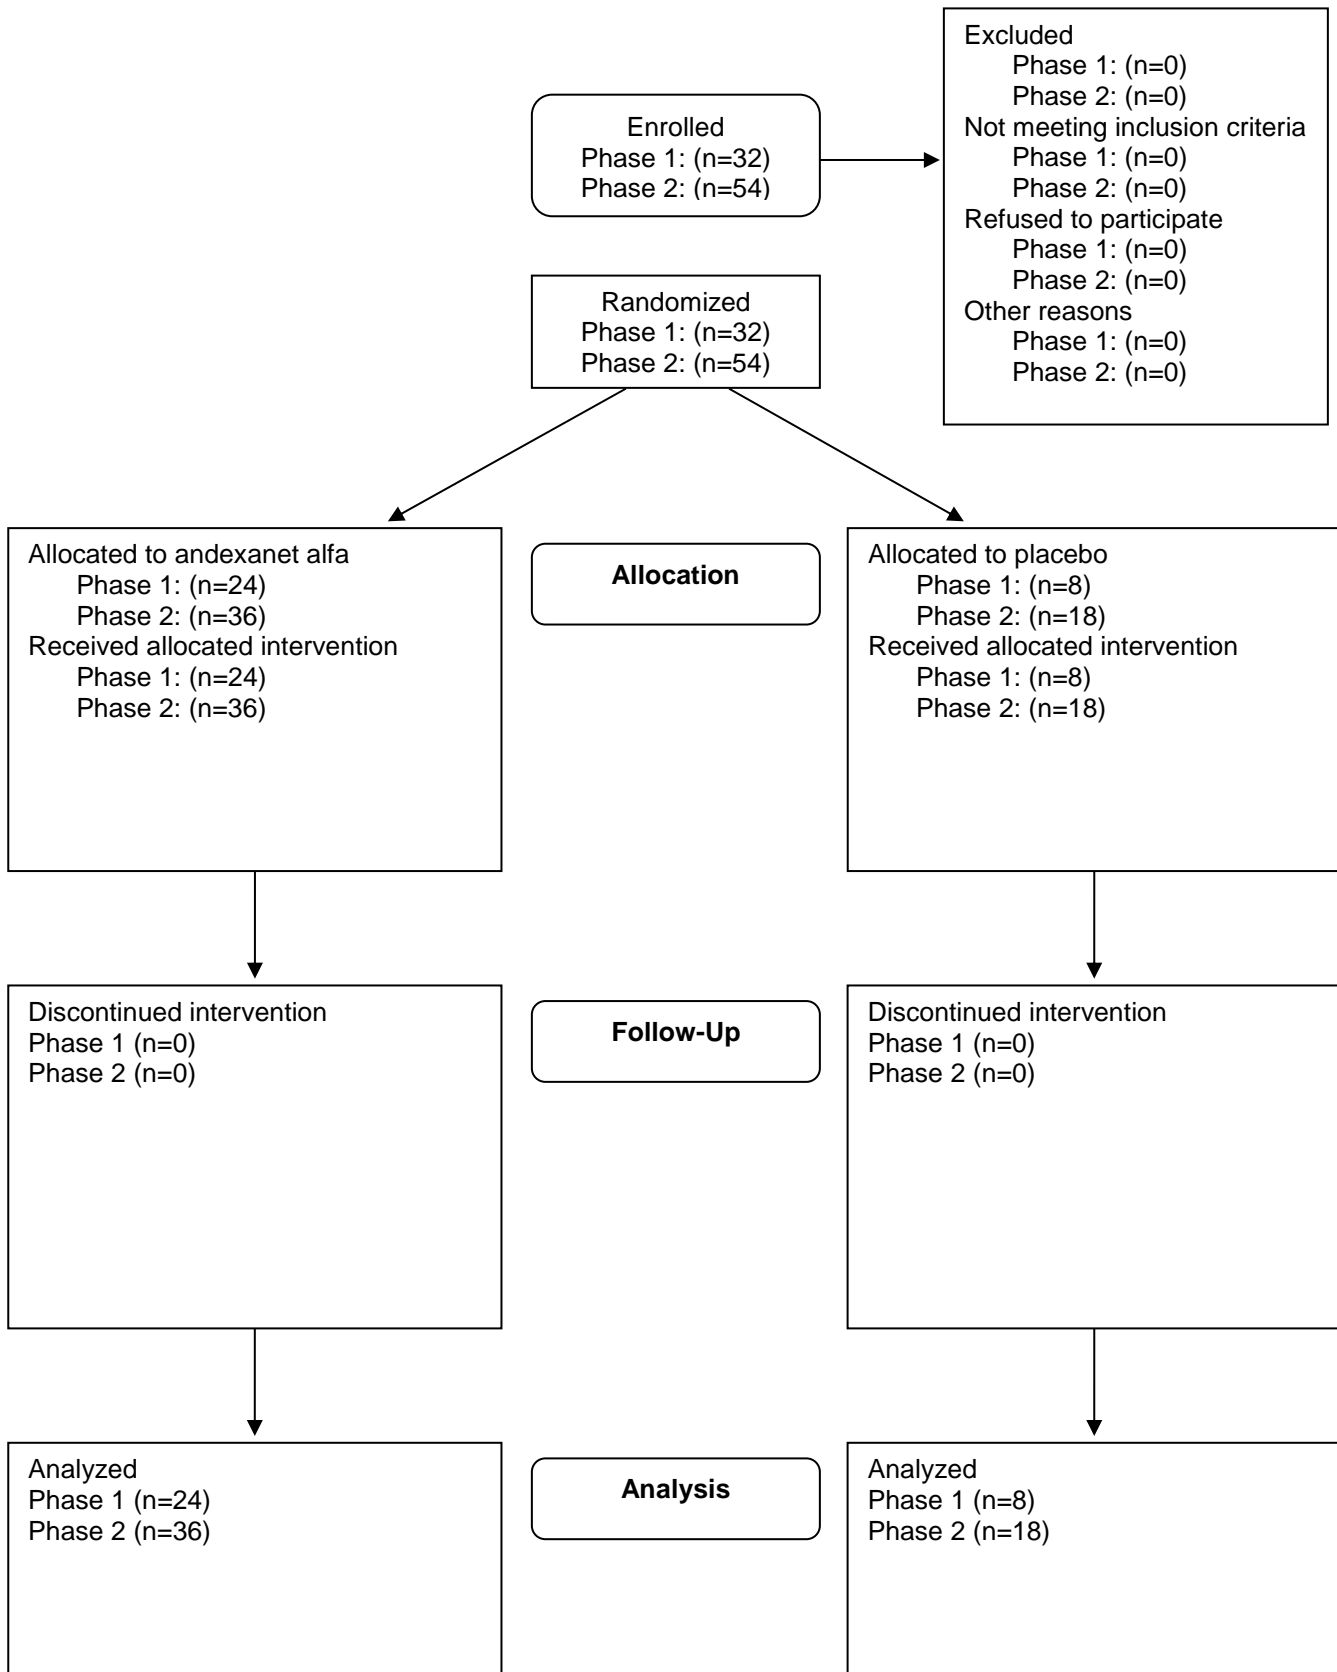 Enrolled
Phase 1: (n=32)
Phase 2: (n=54)
Excluded
Phase 1: (n=0)
Phase 2: (n=0)
Not meeting inclusion criteria
Phase 1: (n=0)
Phase 2: (n=0)
Refused to participate
Phase 1: (n=0)
Phase 2: (n=0)
Other reasons
Phase 1: (n=0)
Phase 2: (n=0)
Randomized
Phase 1: (n=32)
Phase 2: (n=54)
Allocated to andexanet alfa
Phase 1: (n=24)
Phase 2: (n=36)
Received allocated intervention
Phase 1: (n=24)
Phase 2: (n=36)
Allocation
Allocated to placebo
Phase 1: (n=8)
Phase 2: (n=18)
Received allocated intervention
Phase 1: (n=8)
Phase 2: (n=18)
Discontinued intervention
Phase 1 (n=0)
Phase 2 (n=0)
Follow-Up
Discontinued intervention
Phase 1 (n=0)
Phase 2 (n=0)
Analyzed
Phase 1 (n=24)
Phase 2 (n=36)
Analysis
Analyzed
Phase 1 (n=8)
Phase 2 (n=18)